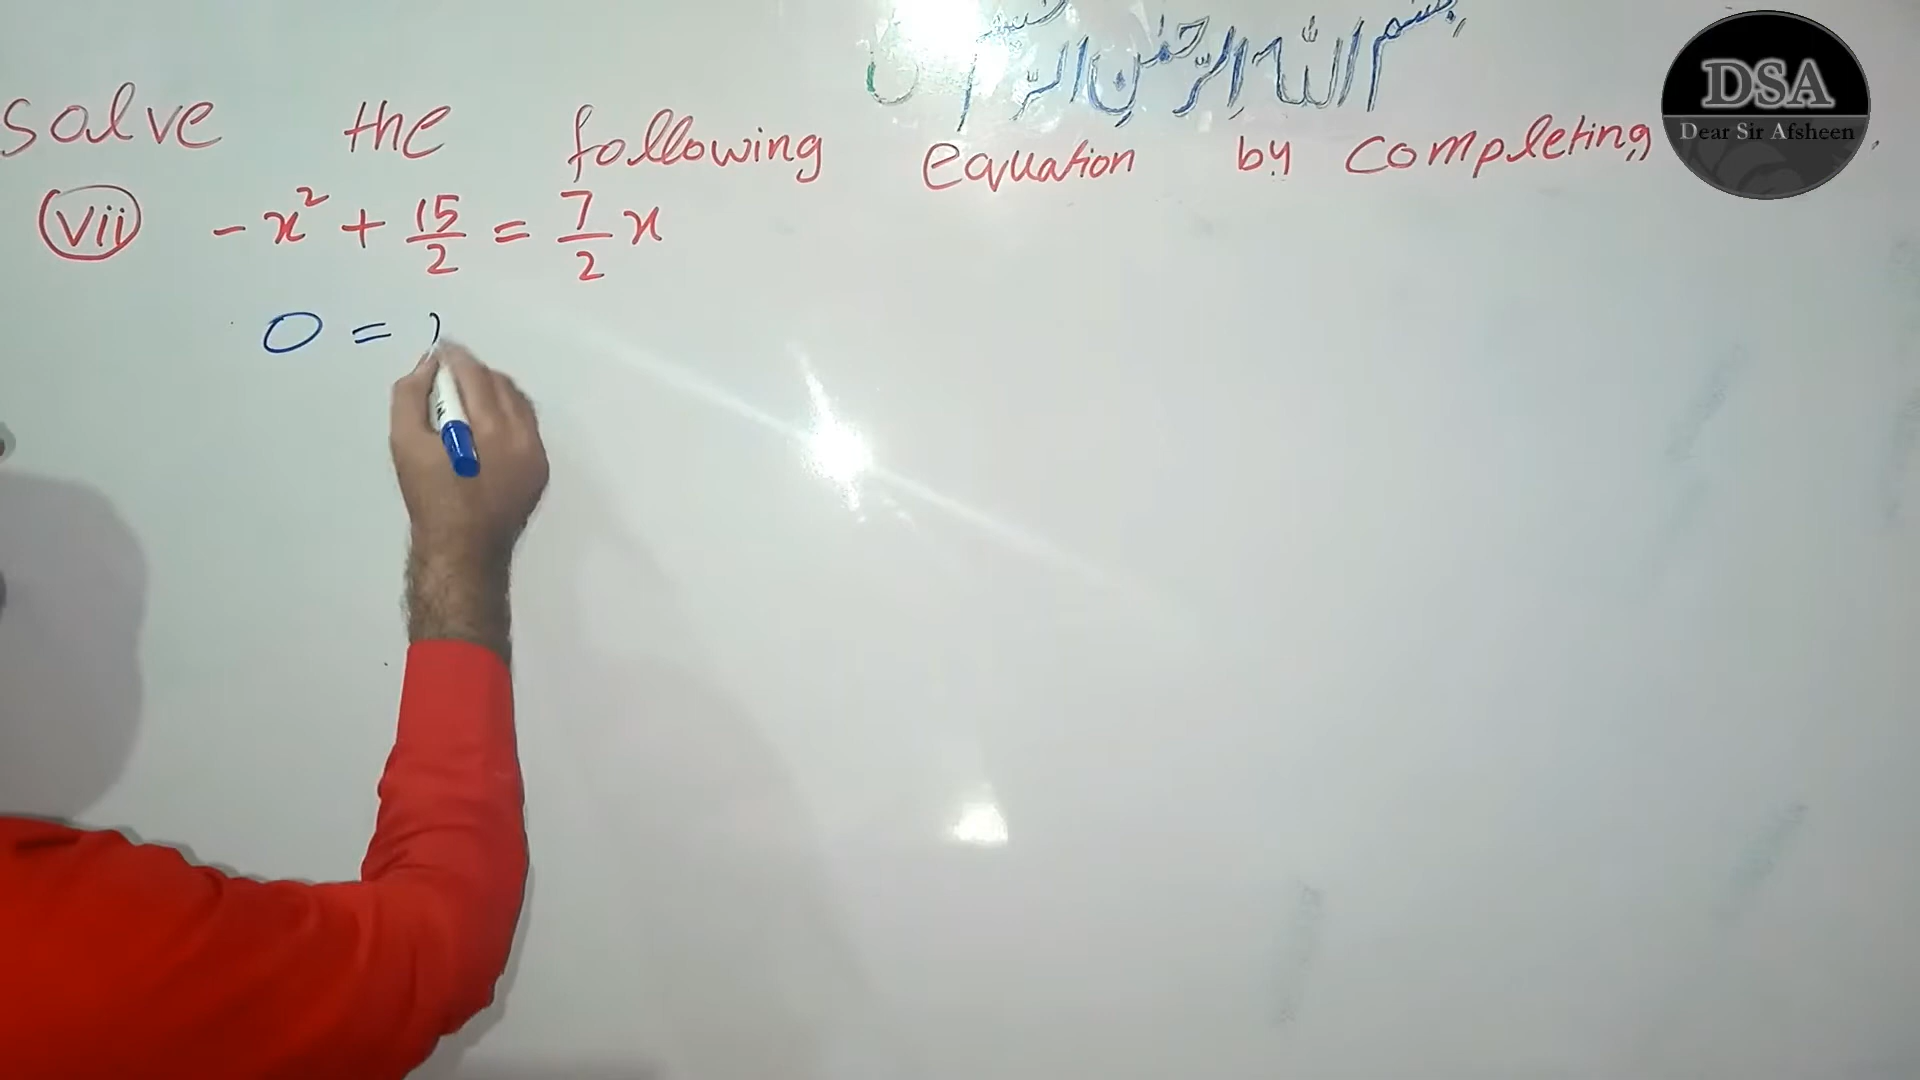 بسم اللہ الرحمٰن الر
Solve the following equation by completing
DSA
Dear Sir Afsheen
(vii) -x² + 15/2 = 7/2 x
0 =